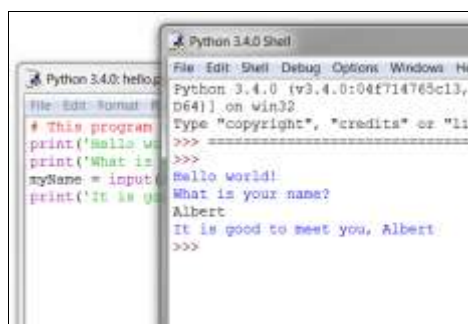 Python 3.4.0: hello.p
File Edit Format R
# This program
print('Hello wo
print('What is
myName = input(
print('It is go
Python 3.4.0 Shell
File Edit Shell Debug Options Windows He
Python 3.4.0 (v3.4.0:04f714765c13,
D64)] on win32
Type "copyright", "credits" or "li
>>> ================================
>>>
Hello world!
What is your name?
Albert
It is good to meet you, Albert
>>>